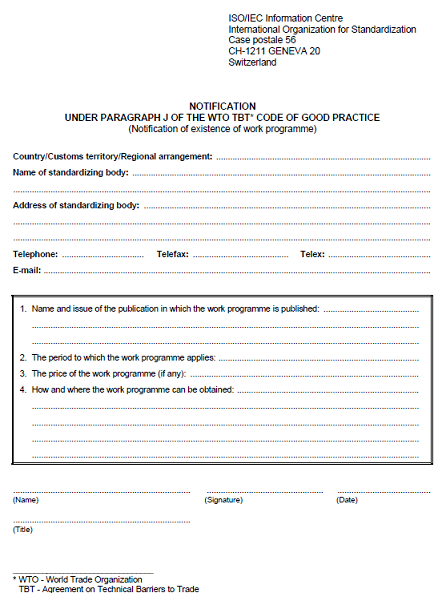 ISO/IEC Information Centre
International Organization for Standardization
Case postale 56
CH-1211 GENEVA 20
Switzerland
NOTIFICATION
UNDER PARAGRAPH J OF THE WTO TBT* CODE OF GOOD PRACTICE
(Notification of existence of work programme)
Country/Customs territory/Regional arrangement:
Name of standardizing body:
Address of standardizing body:
Telephone: Telefax: Telex:
E-mail:
1. Name and issue of the publication in which the work programme is published:
2. The period to which the work programme applies:
3. The price of the work programme (if any):
4. How and where the work programme can be obtained:
(Name) (Signature) (Date)
(Title)
* WTO - World Trade Organization
TBT - Agreement on Technical Barriers to Trade